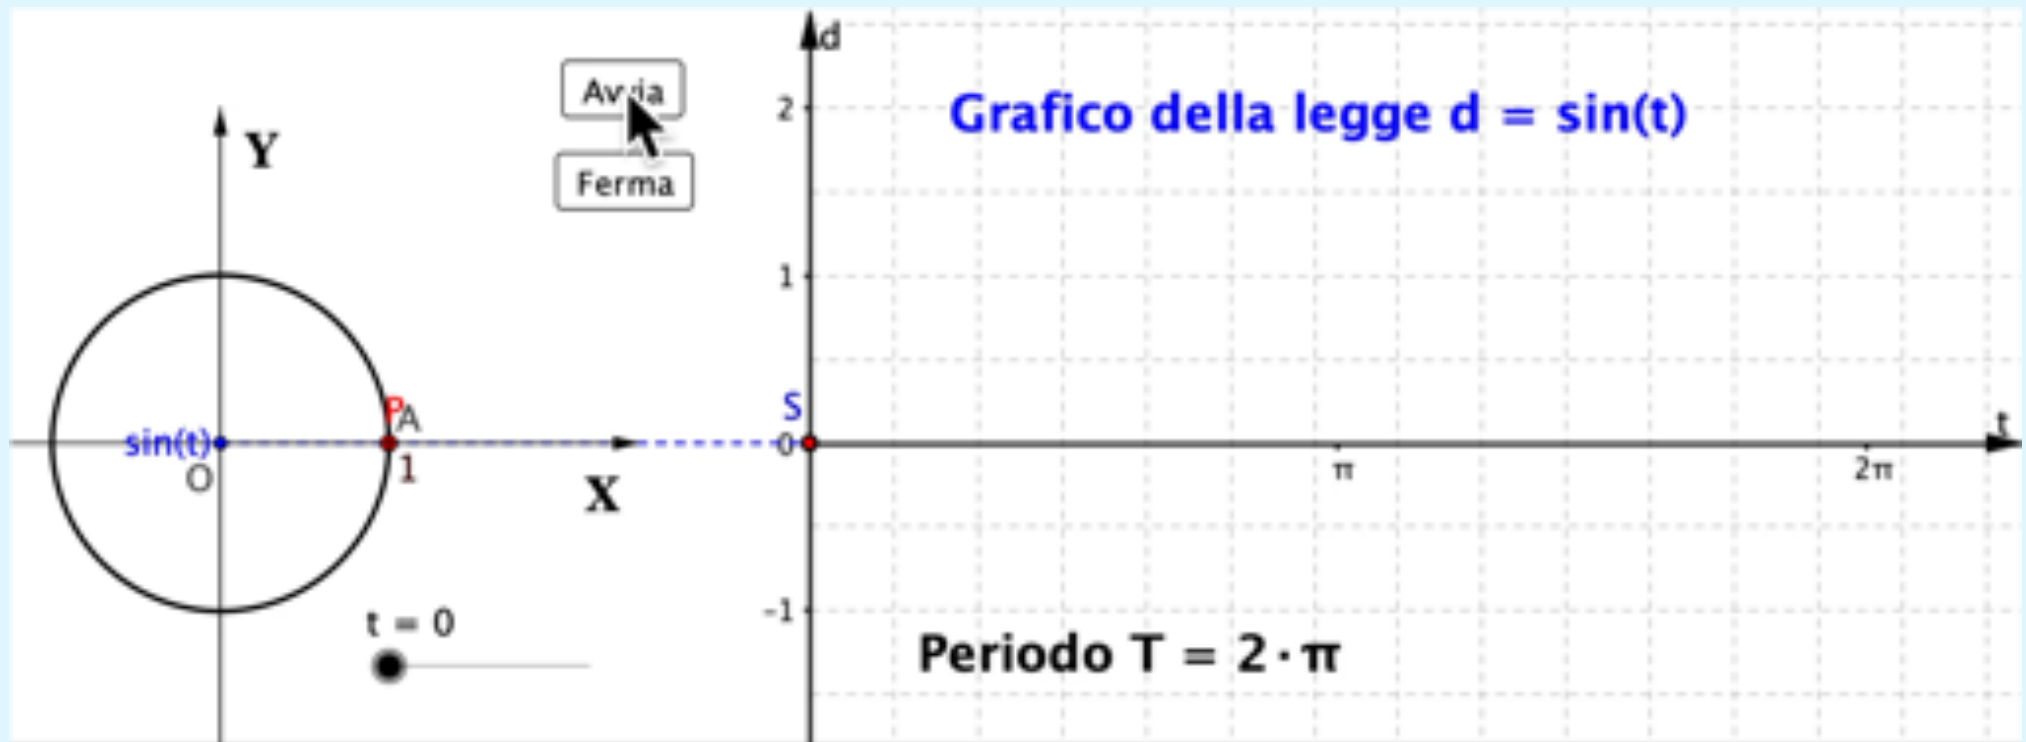 Y
Avvia
Ferma
d
Grafico della legge d = sin(t)
2
1
0
-1
S
P
A
sin(t)
O
1
X
t
π
2π
t = 0
Periodo T = 2·π